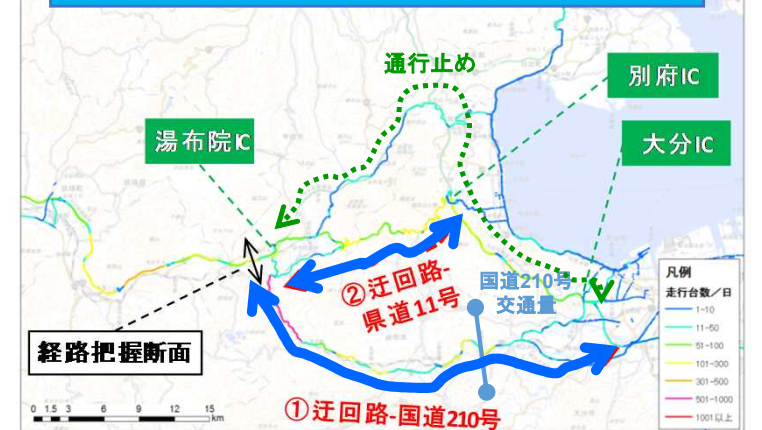 通行止め
別府IC
湯布院IC
大分IC
②迂回路-
県道11号
国道210号
交通量
経路把握断面
①迂回路-国道210号
凡例
走行台数/日
1-10
11-50
51-100
101-300
301-500
501-1000
1001以上
0 1.5 3 6 9 12 15
km